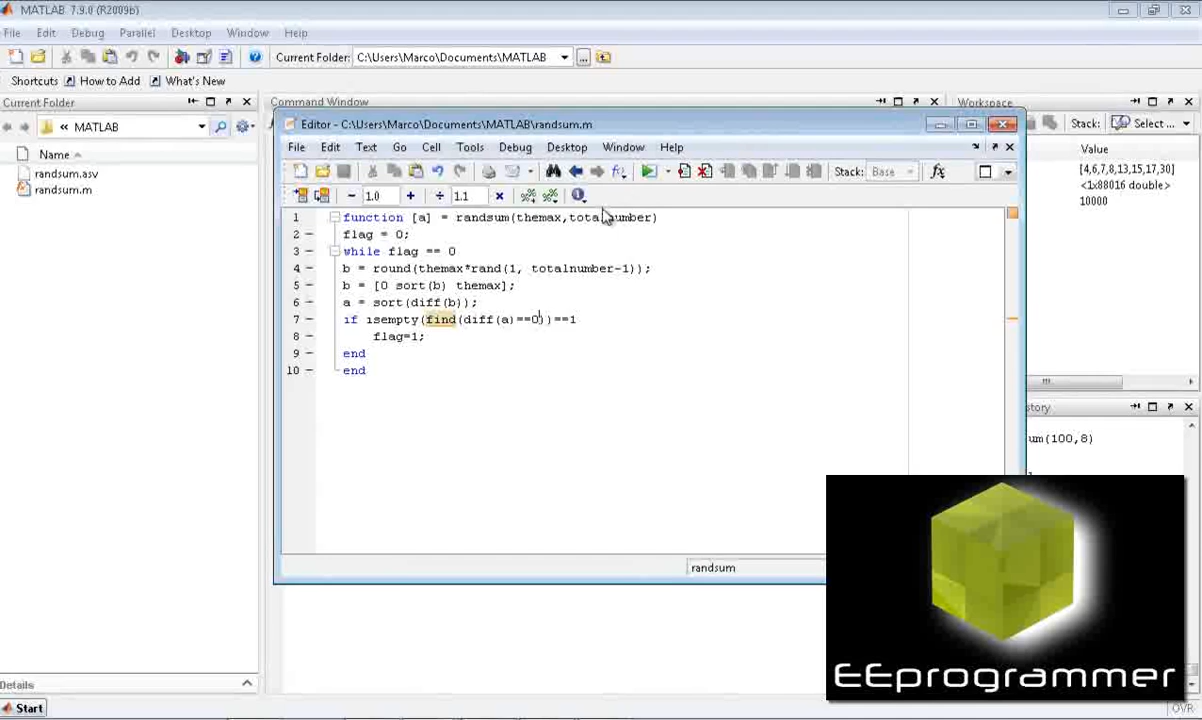 MATLAB 7.9.0 (R2009b)
File Edit Debug Parallel Desktop Window Help
Current Folder: C:\Users\Marco\Documents\MATLAB
Shortcuts How to Add What's New
Current Folder
Command Window
Workspace
« MATLAB
Stack: Select ...
Name
randsum.asv
randsum.m
Value
[4,6,7,8,13,15,17,30]
<1x88016 double>
10000
Editor - C:\Users\Marco\Documents\MATLAB\randsum.m
File Edit Text Go Cell Tools Debug Desktop Window Help
Stack: Base fx
− 1.0 + ÷ 1.1 ×
1 function [a] = randsum(themax,totalnumber)
2 flag = 0;
3 while flag == 0
4 b = round(themax*rand(1, totalnumber-1));
5 b = [0 sort(b) themax];
6 a = sort(diff(b));
7 if isempty(find(diff(a)==0))==1
8 flag=1;
9 end
10 end
story
um(100,8)
randsum
EEprogrammer
Details
Start
OVR